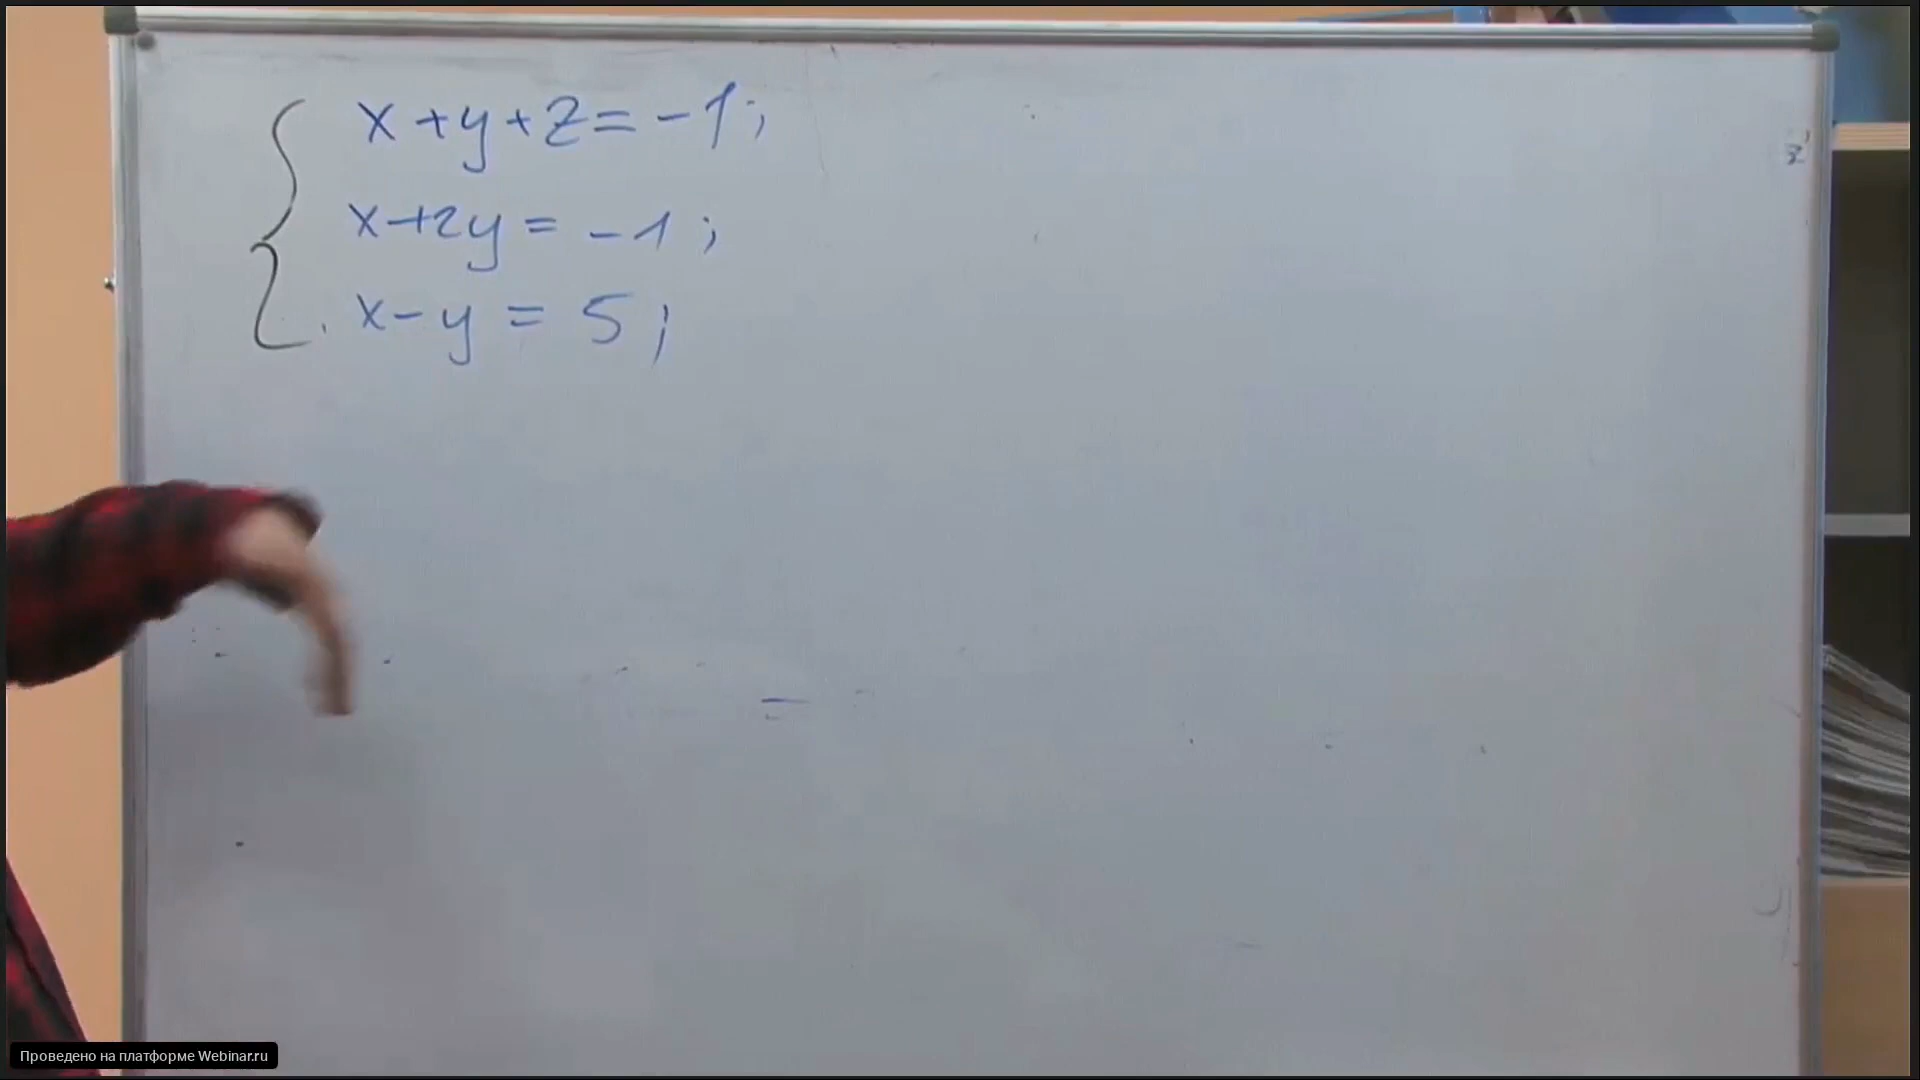 x+y+z=-1;
x+2y=-1;
x-y=5;
Проведено на платформе Webinar.ru